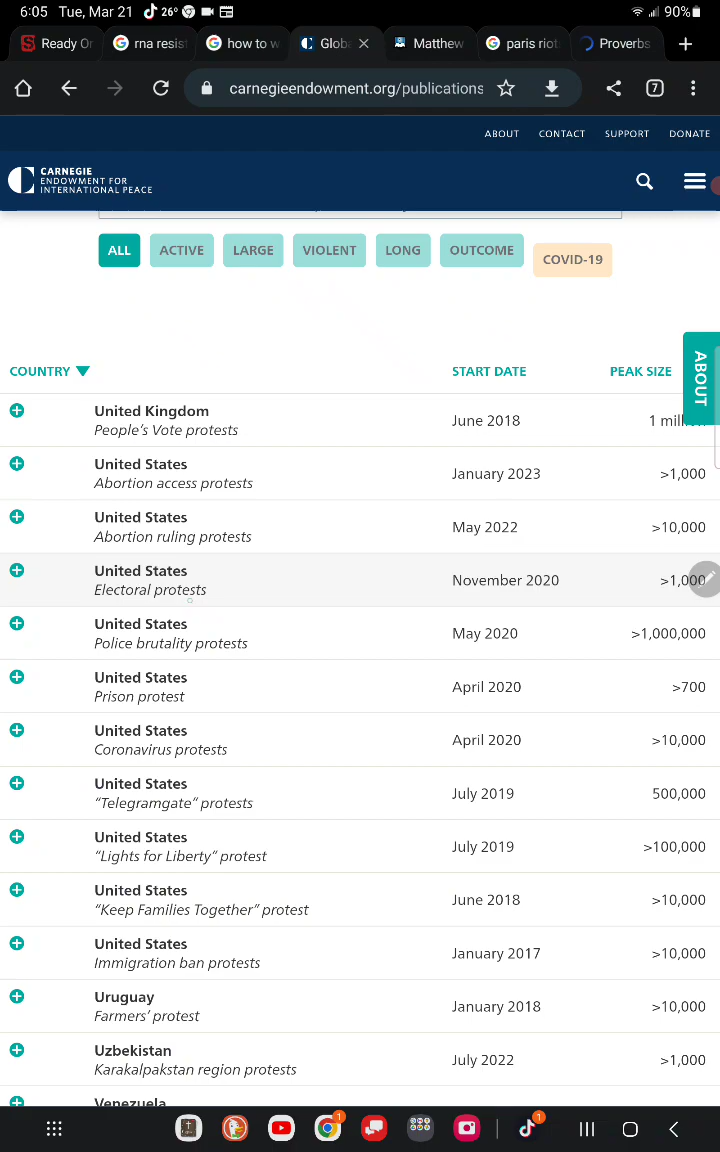 6:05 Tue, Mar 21 26° 90%
Ready Or rna resist how to w Glob Matthew paris riot Proverbs
carnegieendowment.org/publications 7
ABOUT CONTACT SUPPORT DONATE
CARNEGIE
ENDOWMENT FOR
INTERNATIONAL PEACE
ALL ACTIVE LARGE VIOLENT LONG OUTCOME COVID-19
COUNTRY START DATE PEAK SIZE
ABOUT
United Kingdom
People's Vote protests June 2018 1 mill
United States
Abortion access protests January 2023 >1,000
United States
Abortion ruling protests May 2022 >10,000
United States
Electoral protests November 2020 >1,000
United States
Police brutality protests May 2020 >1,000,000
United States
Prison protest April 2020 >700
United States
Coronavirus protests April 2020 >10,000
United States
"Telegramgate" protests July 2019 500,000
United States
"Lights for Liberty" protest July 2019 >100,000
United States
"Keep Families Together" protest June 2018 >10,000
United States
Immigration ban protests January 2017 >10,000
Uruguay
Farmers' protest January 2018 >10,000
Uzbekistan
Karakalpakstan region protests July 2022 >1,000
Venezuela
1 1